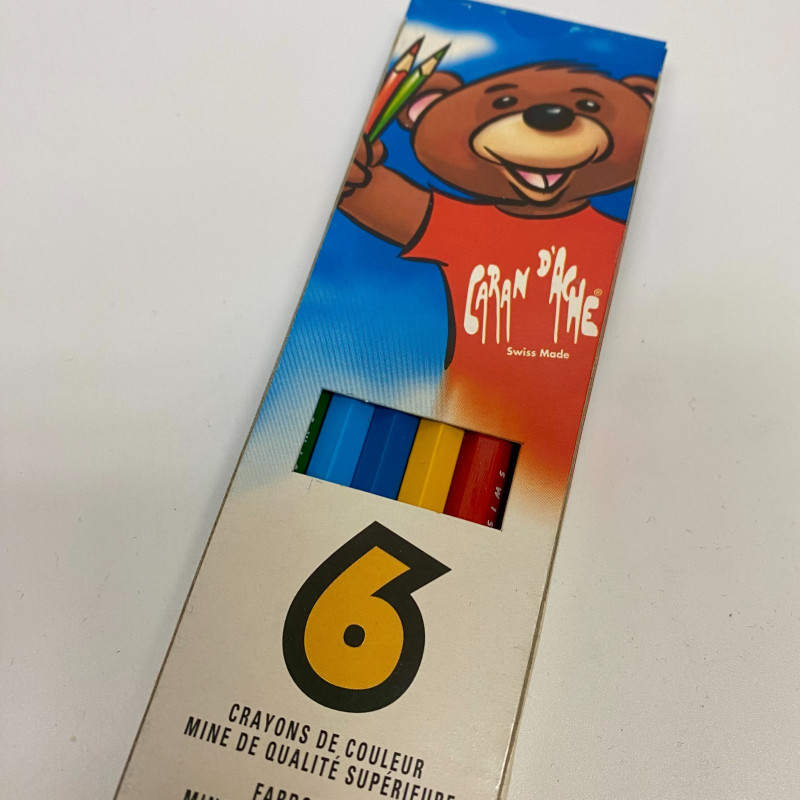 CARAN D'ACHE®
Swiss Made
6
CRAYONS DE COULEUR
MINE DE QUALITÉ SUPÉRIEURE